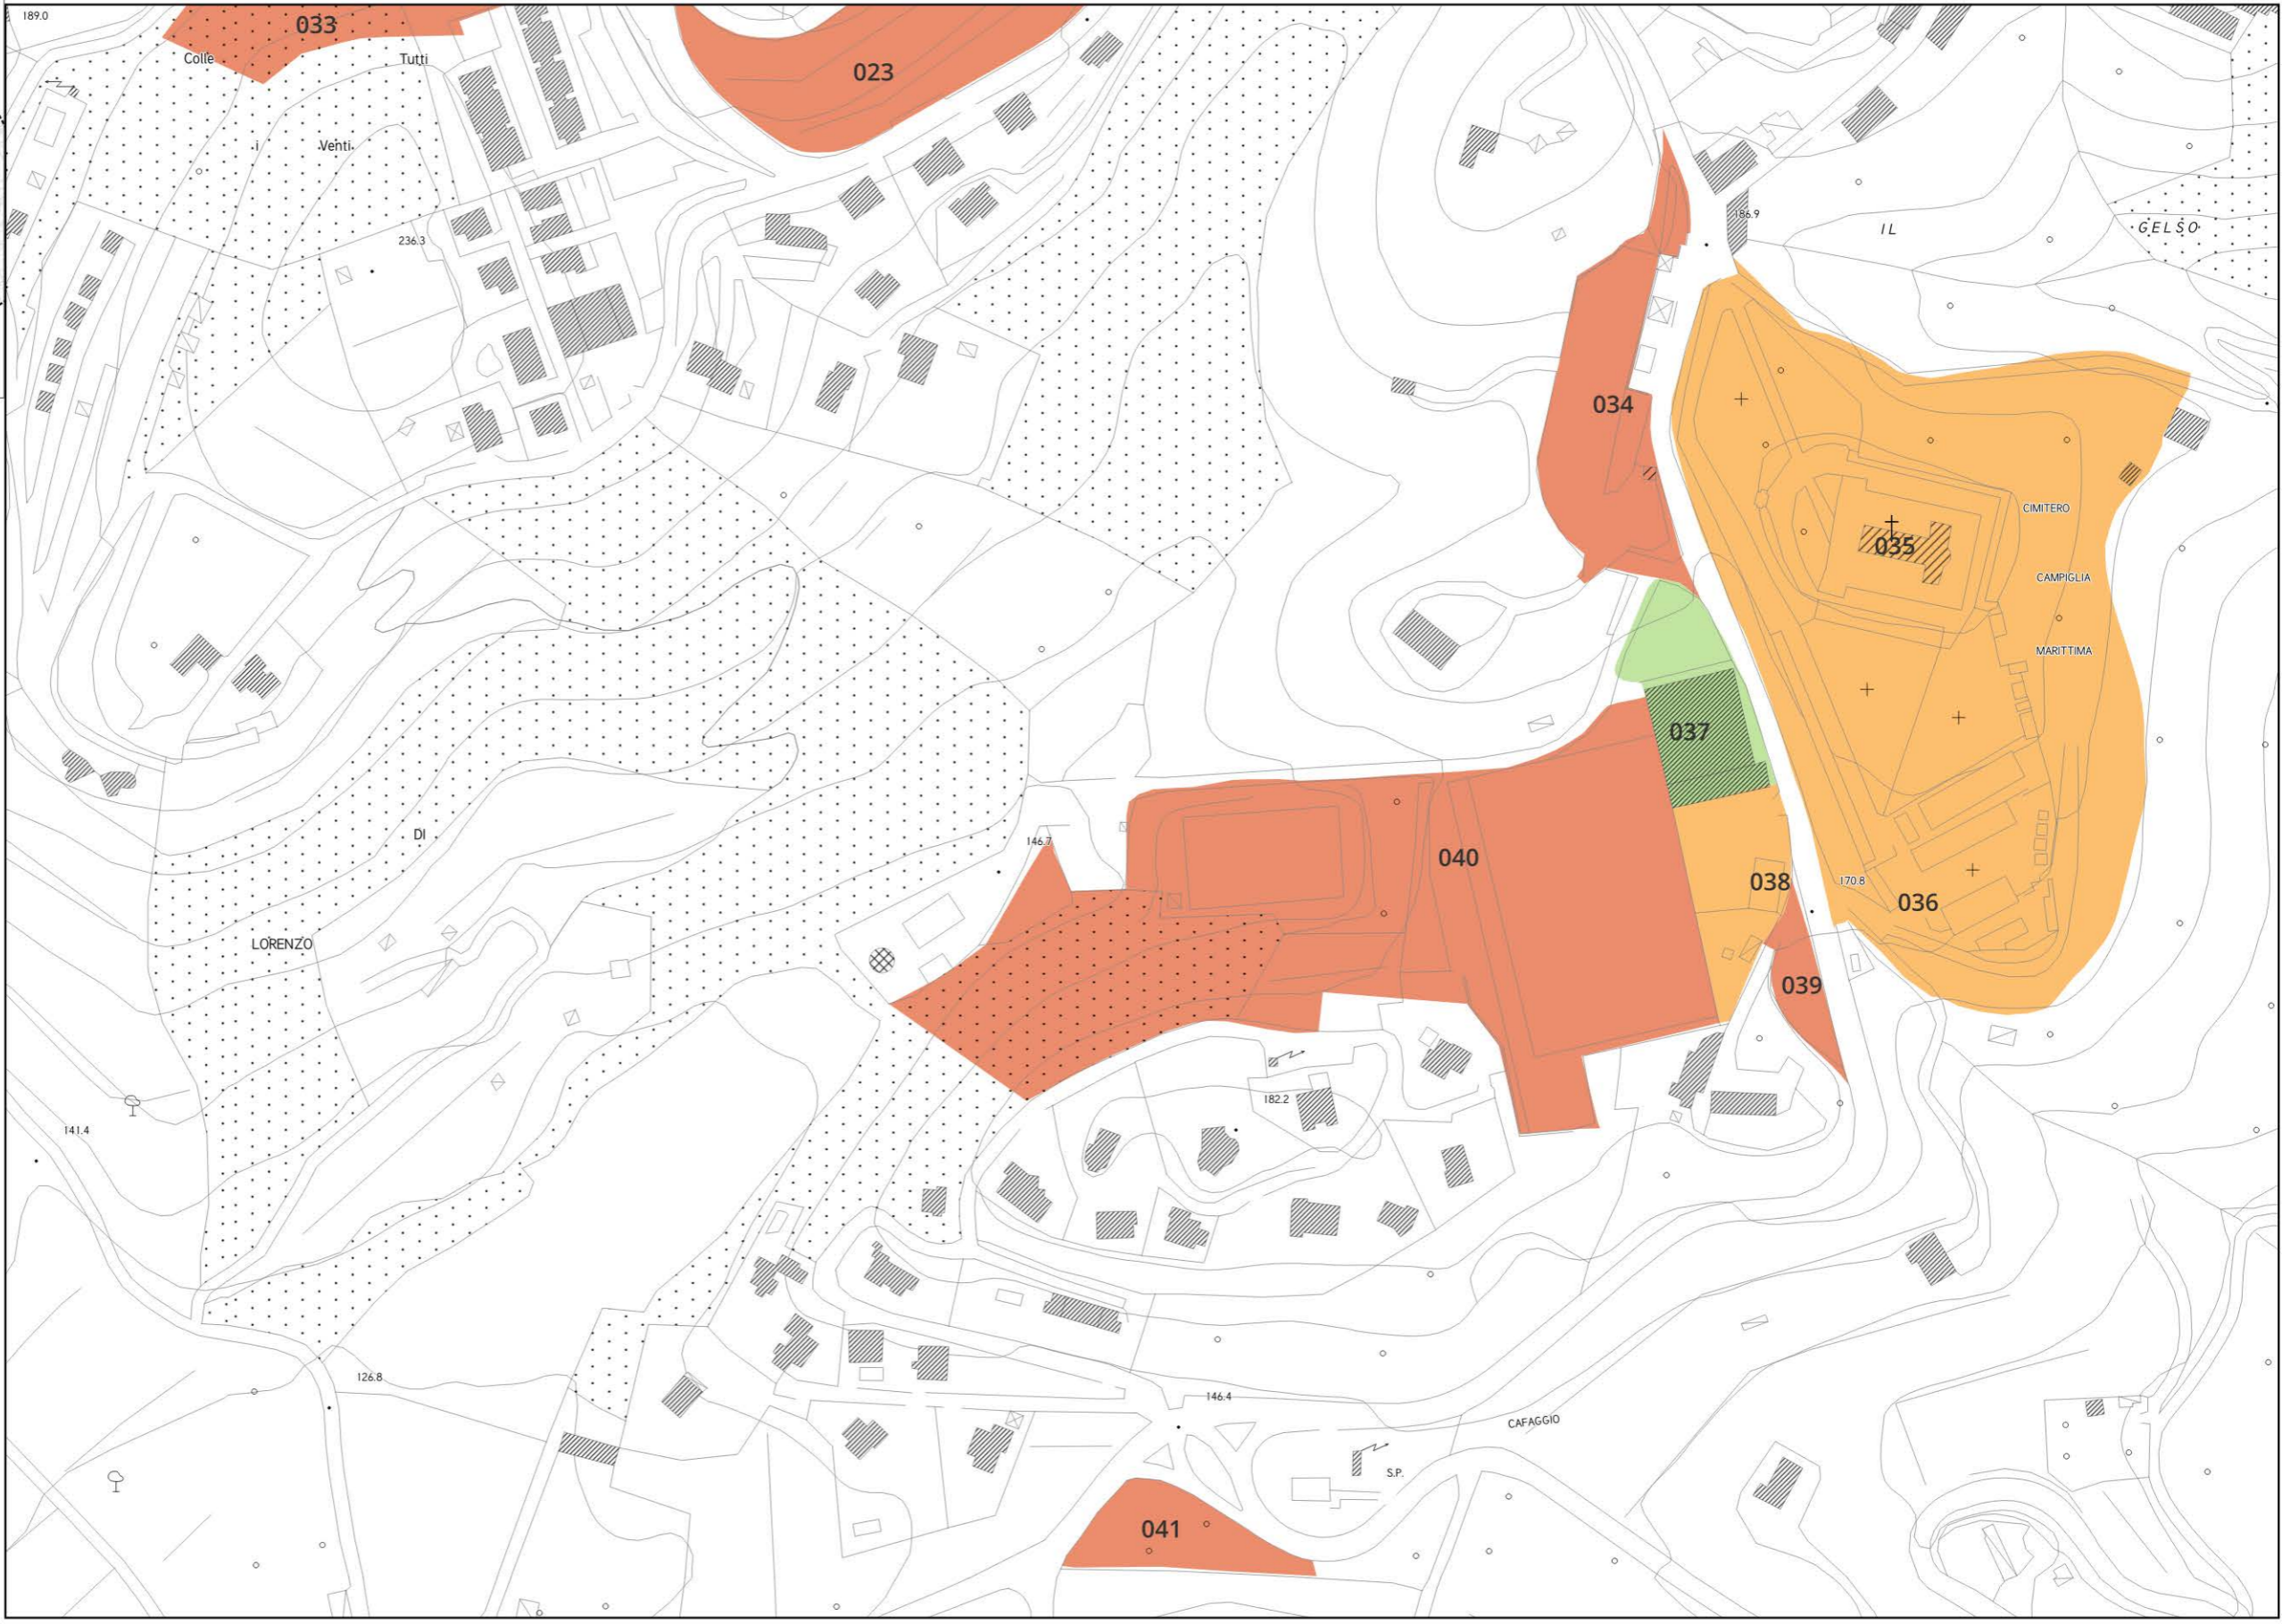 189.0
033
Colle
Tutti
023
i
Venti
186.9
IL
GELSO
236.3
034
CIMITERO
035
CAMPIGLIA
MARITTIMA
037
DI
146.7
040
038
170.8
036
LORENZO
039
182.2
141.4
126.8
146.4
CAFAGGIO
S.P.
041